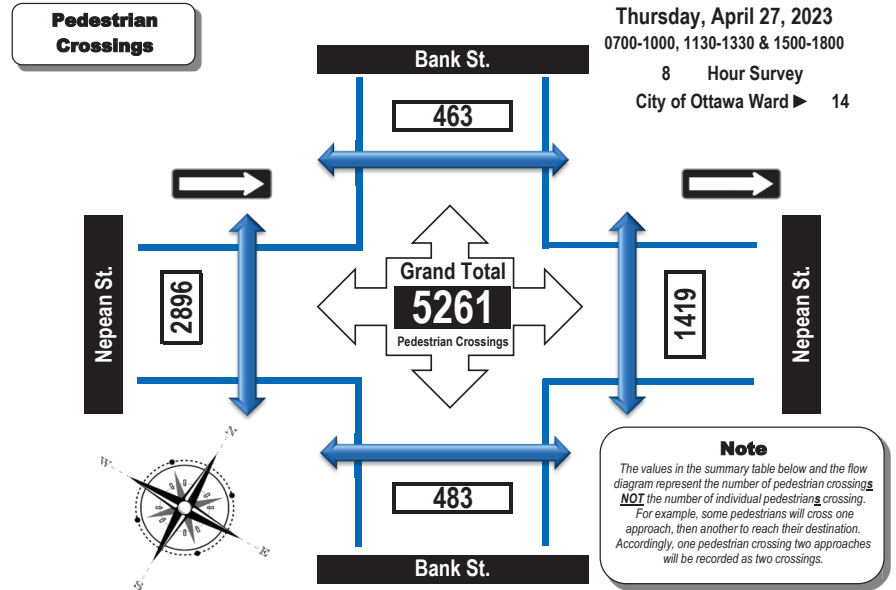 Pedestrian
Crossings
Thursday, April 27, 2023
0700-1000, 1130-1330 & 1500-1800
8 Hour Survey
City of Ottawa Ward ► 14
Bank St.
463
Nepean St.
2896
Grand Total
5261
Pedestrian Crossings
1419
Nepean St.
483
Bank St.
N
W
E
S
Note
The values in the summary table below and the flow
diagram represent the number of pedestrian crossings
NOT the number of individual pedestrians crossing.
For example, some pedestrians will cross one
approach, then another to reach their destination.
Accordingly, one pedestrian crossing two approaches
will be recorded as two crossings.